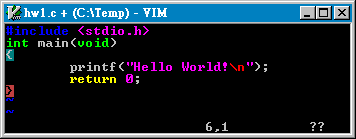 hw1.c + (C:\Temp) - VIM
#include <stdio.h>
int main(void)
{
        printf("Hello World!\n");
        return 0;
}
~
~
6,1 ??